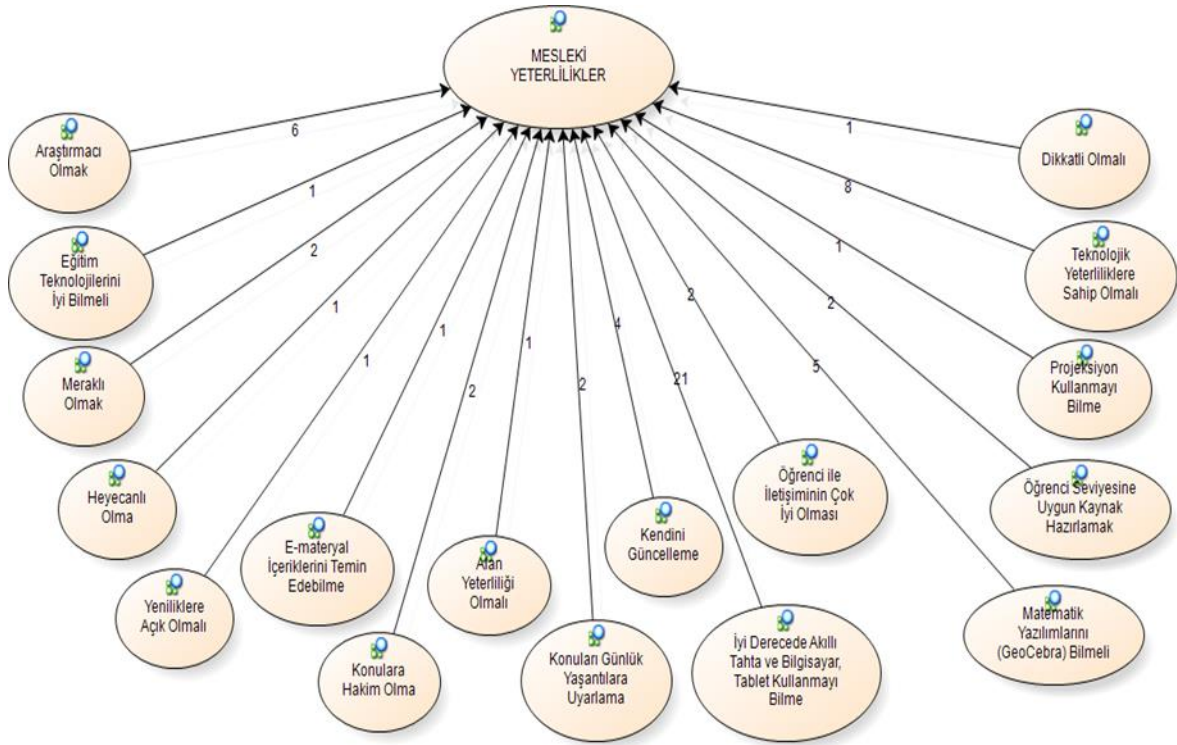 MESLEKİ
YETERLİLİKLER
6
1
2
1
1
1
2
1
2
4
21
2
5
2
1
8
1
Araştırmacı
Olmak
Eğitim
Teknolojilerini
İyi Bilmeli
Meraklı
Olmak
Heyecanlı
Olma
Yeniliklere
Açık Olmalı
E-materyal
İçeriklerini Temin
Edebilme
Konulara
Hakim Olma
Alan
Yeterliliği
Olmalı
Konuları Günlük
Yaşantılara
Uyarlama
Kendini
Güncelleme
İyi Derecede Akıllı
Tahta ve Bilgisayar,
Tablet Kullanmayı
Bilme
Öğrenci ile
İletişiminin Çok
İyi Olması
Matematik
Yazılımlarını
(GeoCebra) Bilmeli
Öğrenci Seviyesine
Uygun Kaynak
Hazırlamak
Projeksiyon
Kullanmayı
Bilme
Teknolojik
Yeterliliklere
Sahip Olmalı
Dikkatli Olmalı